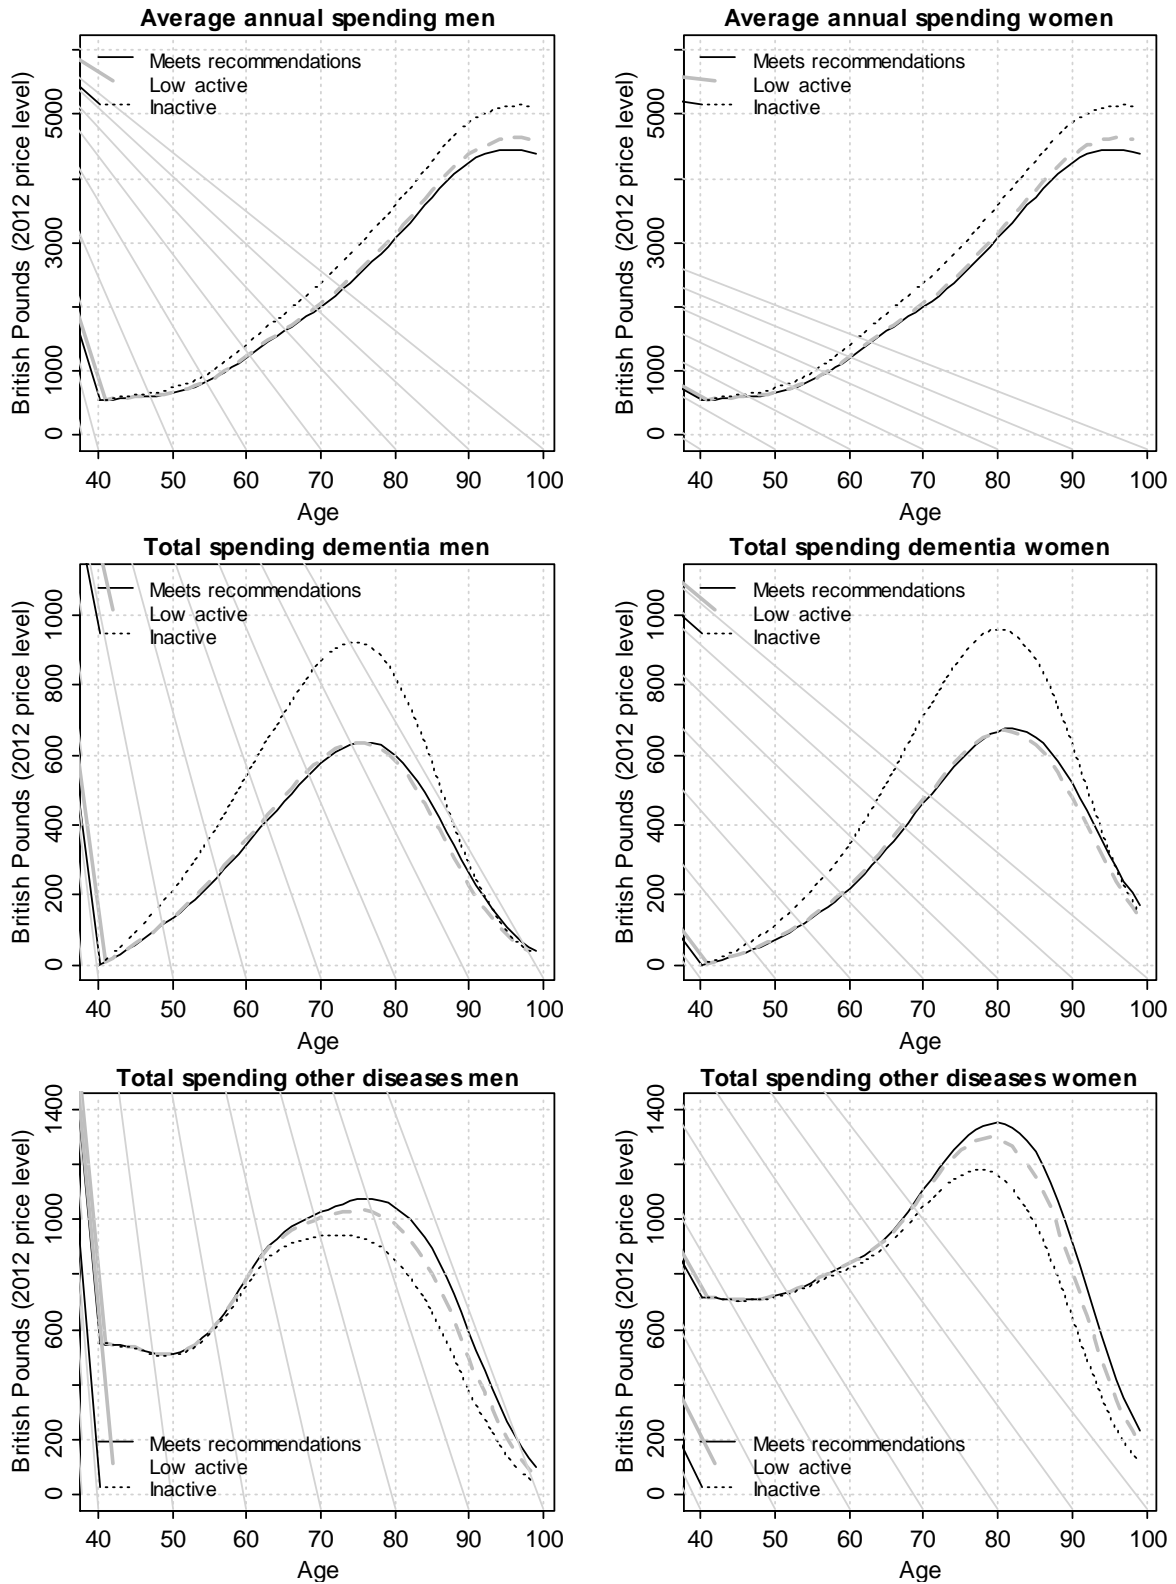 Average annual spending men
Meets recommendations
Low active
Inactive
British Pounds (2012 price level)
5000
3000
1000
0
40 50 60 70 80 90 100
Age
Average annual spending women
Meets recommendations
Low active
Inactive
British Pounds (2012 price level)
5000
3000
1000
0
40 50 60 70 80 90 100
Age
Total spending dementia men
Meets recommendations
Low active
Inactive
British Pounds (2012 price level)
1000
800
600
400
200
0
40 50 60 70 80 90 100
Age
Total spending dementia women
Meets recommendations
Low active
Inactive
British Pounds (2012 price level)
1000
800
600
400
200
0
40 50 60 70 80 90 100
Age
Total spending other diseases men
British Pounds (2012 price level)
1400
1000
600
200
0
Meets recommendations
Low active
Inactive
40 50 60 70 80 90 100
Age
Total spending other diseases women
British Pounds (2012 price level)
1400
1000
600
200
0
Meets recommendations
Low active
Inactive
40 50 60 70 80 90 100
Age